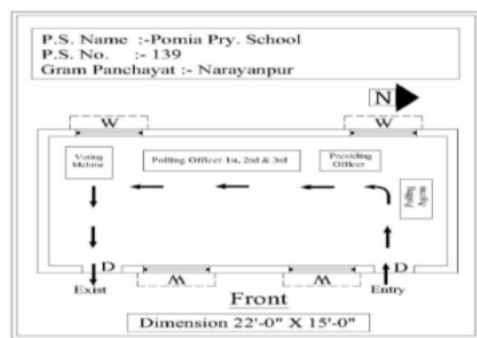 P.S. Name :-Pomia Pry. School
P.S. No. :- 139
Gram Panchayat :- Narayanpur
N
W
W
Voting
Mchine
Polling Officer 1st, 2nd & 3rd
Presiding
Officer
Polling
Agents
D
D
Exist
W
W
Entry
Front
Dimension 22'-0" X 15'-0"